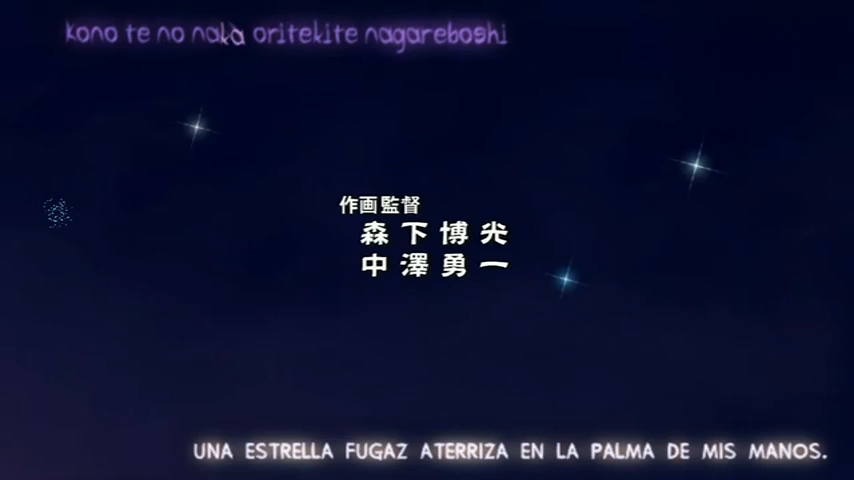 kono te no naka oritekite nagareboshi
作画監督
森下博光
中澤勇一
UNA ESTRELLA FUGAZ ATERRIZA EN LA PALMA DE MIS MANOS.